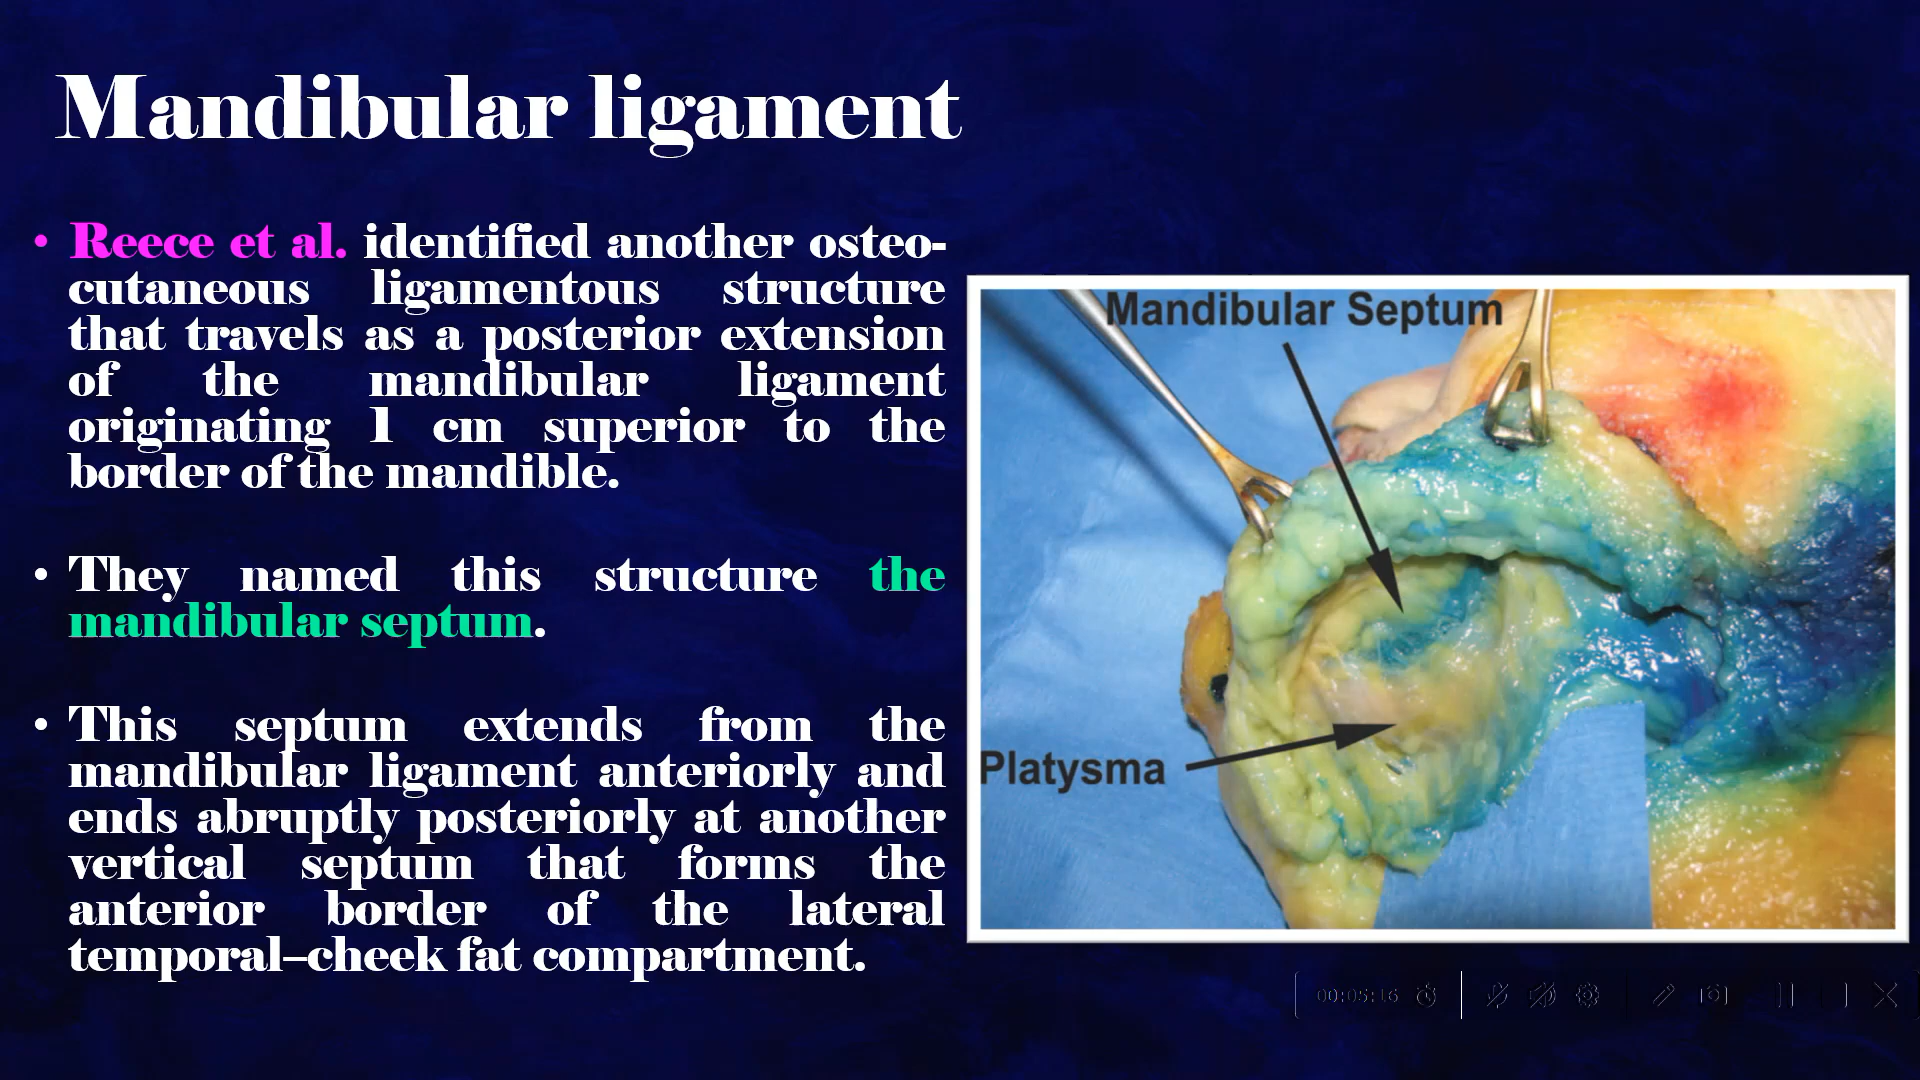 Mandibular ligament
• Reece et al. identified another osteo-
cutaneous ligamentous structure
that travels as a posterior extension
of the mandibular ligament
originating 1 cm superior to the
border of the mandible.
• They named this structure the
mandibular septum.
• This septum extends from the
mandibular ligament anteriorly and
ends abruptly posteriorly at another
vertical septum that forms the
anterior border of the lateral
temporal–cheek fat compartment.
Mandibular Septum
Platysma
00:05:16